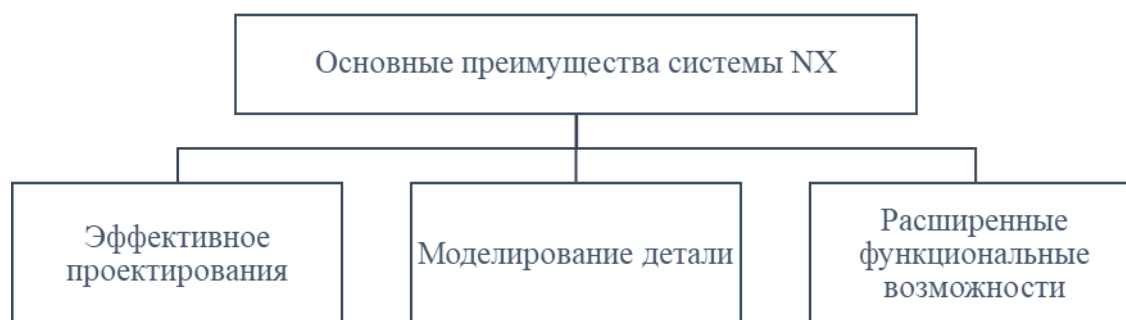 Основные преимущества системы NX
Эффективное
проектирования
Моделирование детали
Расширенные
функциональные
возможности